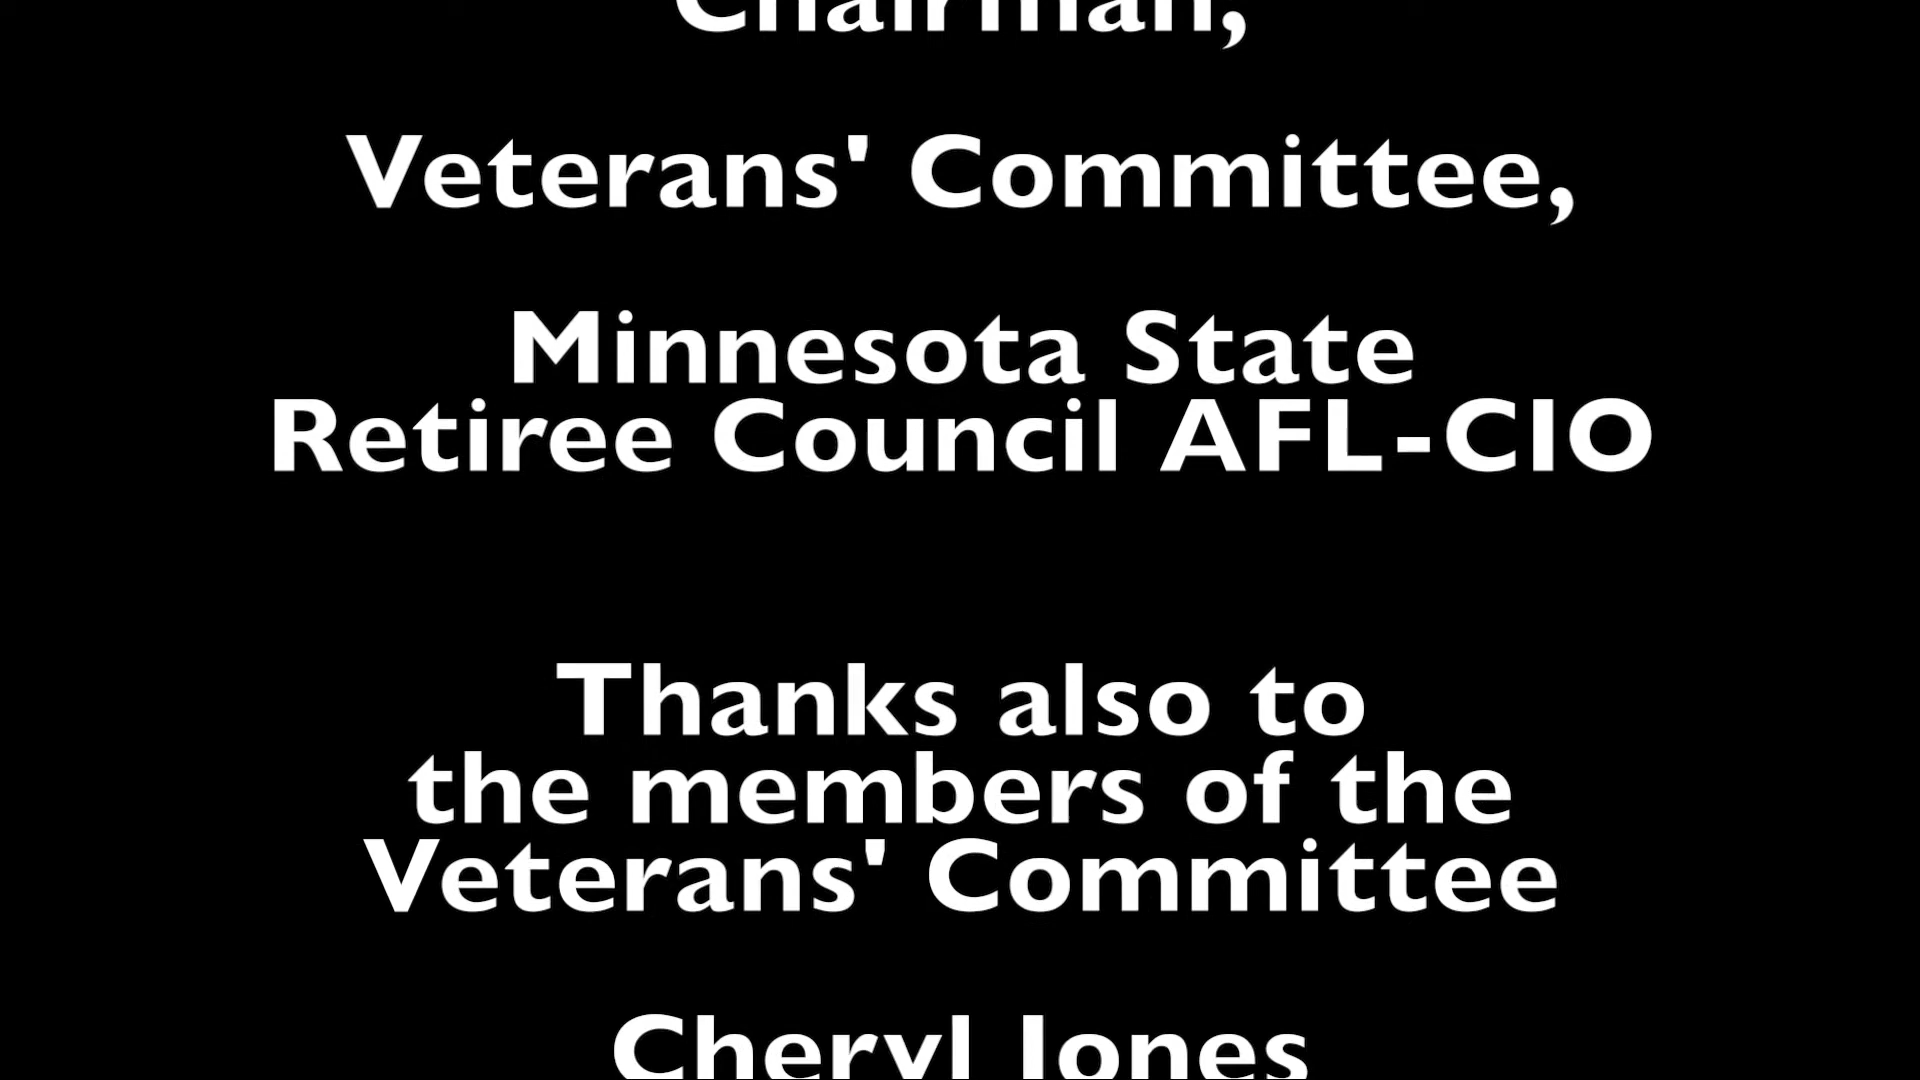 Chairman,
Veterans' Committee,
Minnesota State
Retiree Council AFL-CIO
Thanks also to
the members of the
Veterans' Committee
Cheryl Jones